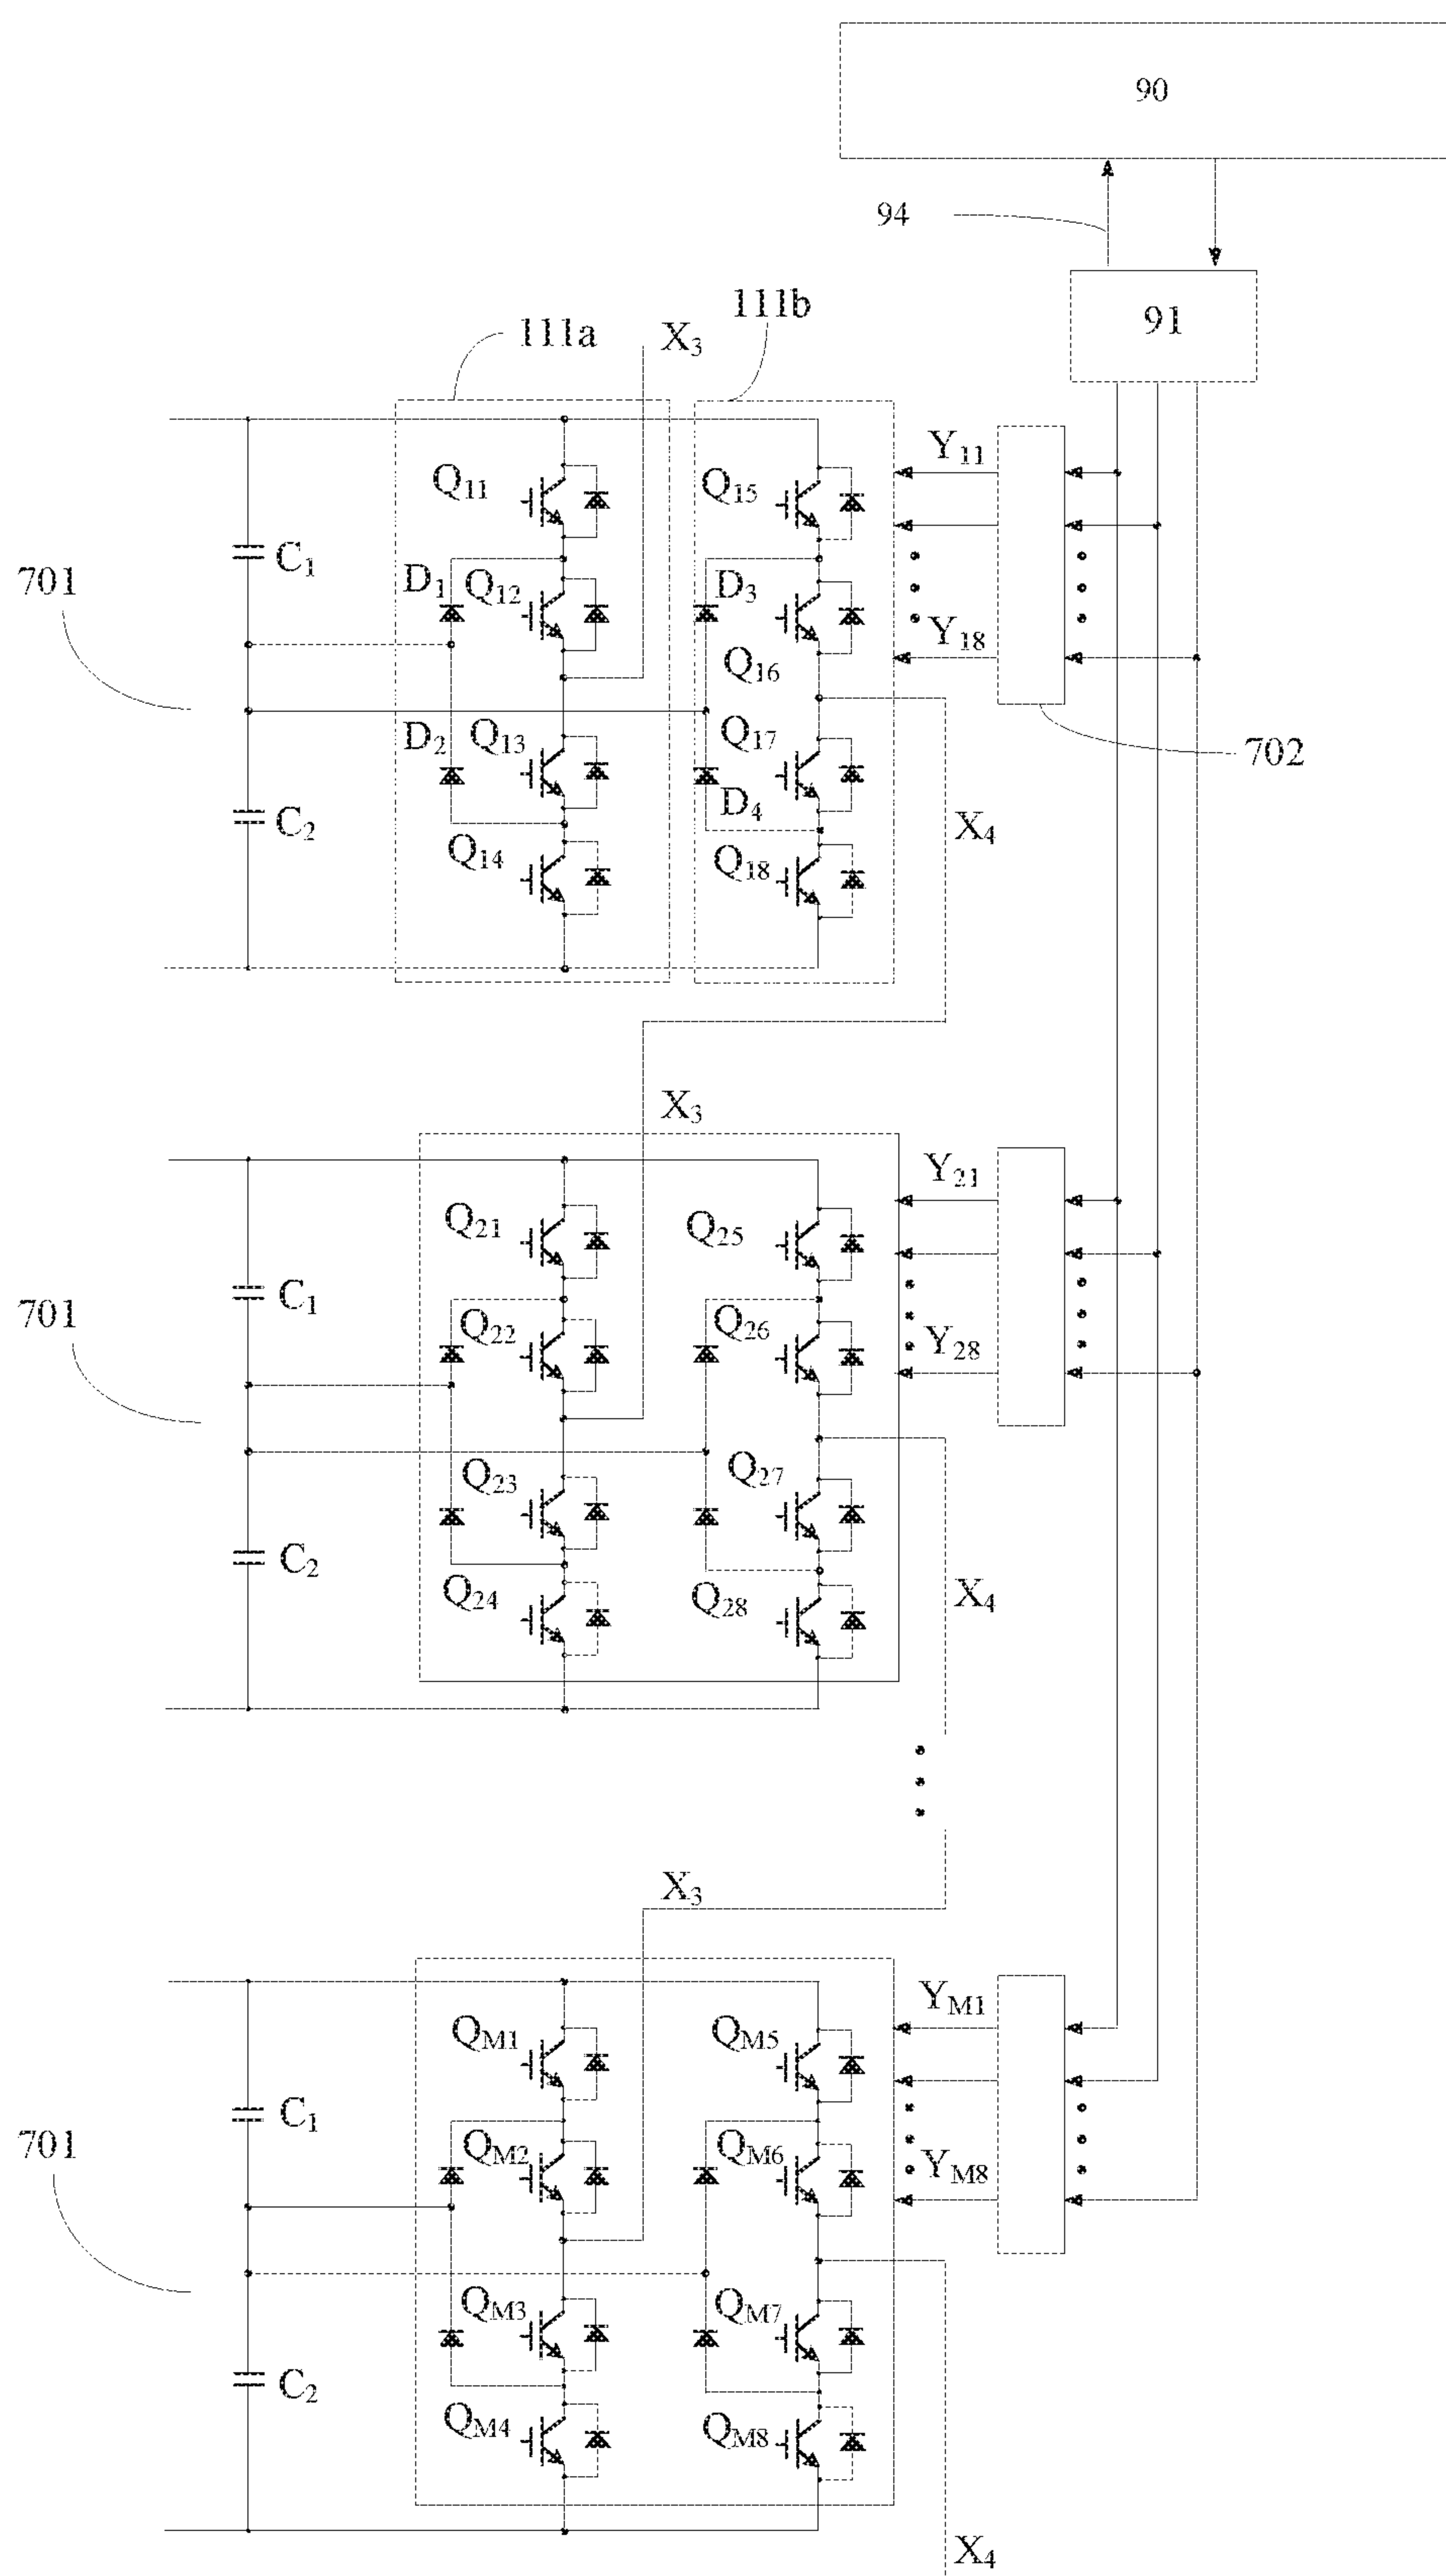 90
94
91
111a
X3
111b
Q11
Q15
Y11
C1
D1
Q12
D3
701
Q16
Y18
D2
Q13
Q17
702
C2
D4
X4
Q14
Q18
X3
Y21
Q21
Q25
C1
Q22
Q26
Y28
701
Q23
Q27
C2
Q24
Q28
X4
X3
YM1
QM1
QM5
C1
QM2
QM6
YM8
701
QM3
QM7
C2
QM4
QM8
X4